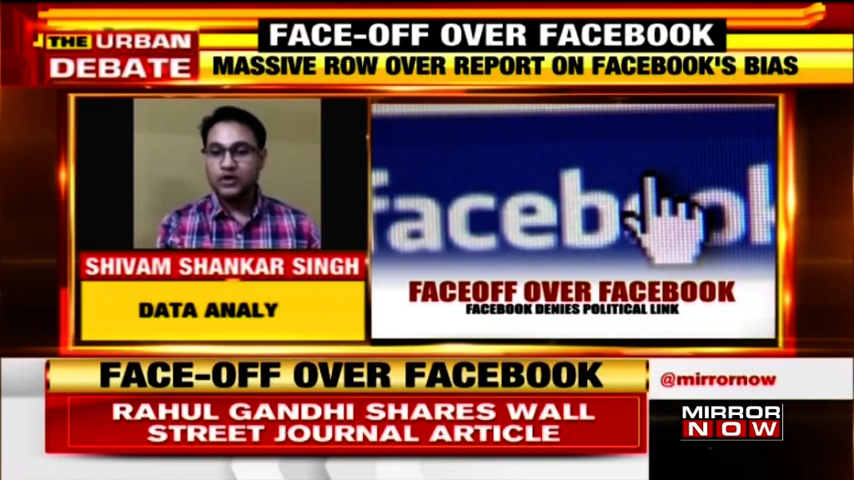 THE URBAN
DEBATE
FACE-OFF OVER FACEBOOK
MASSIVE ROW OVER REPORT ON FACEBOOK'S BIAS
facebook
SHIVAM SHANKAR SINGH
DATA ANALY
FACEOFF OVER FACEBOOK
FACEBOOK DENIES POLITICAL LINK
FACE-OFF OVER FACEBOOK
@mirrornow
RAHUL GANDHI SHARES WALL
STREET JOURNAL ARTICLE
MIRROR
NOW